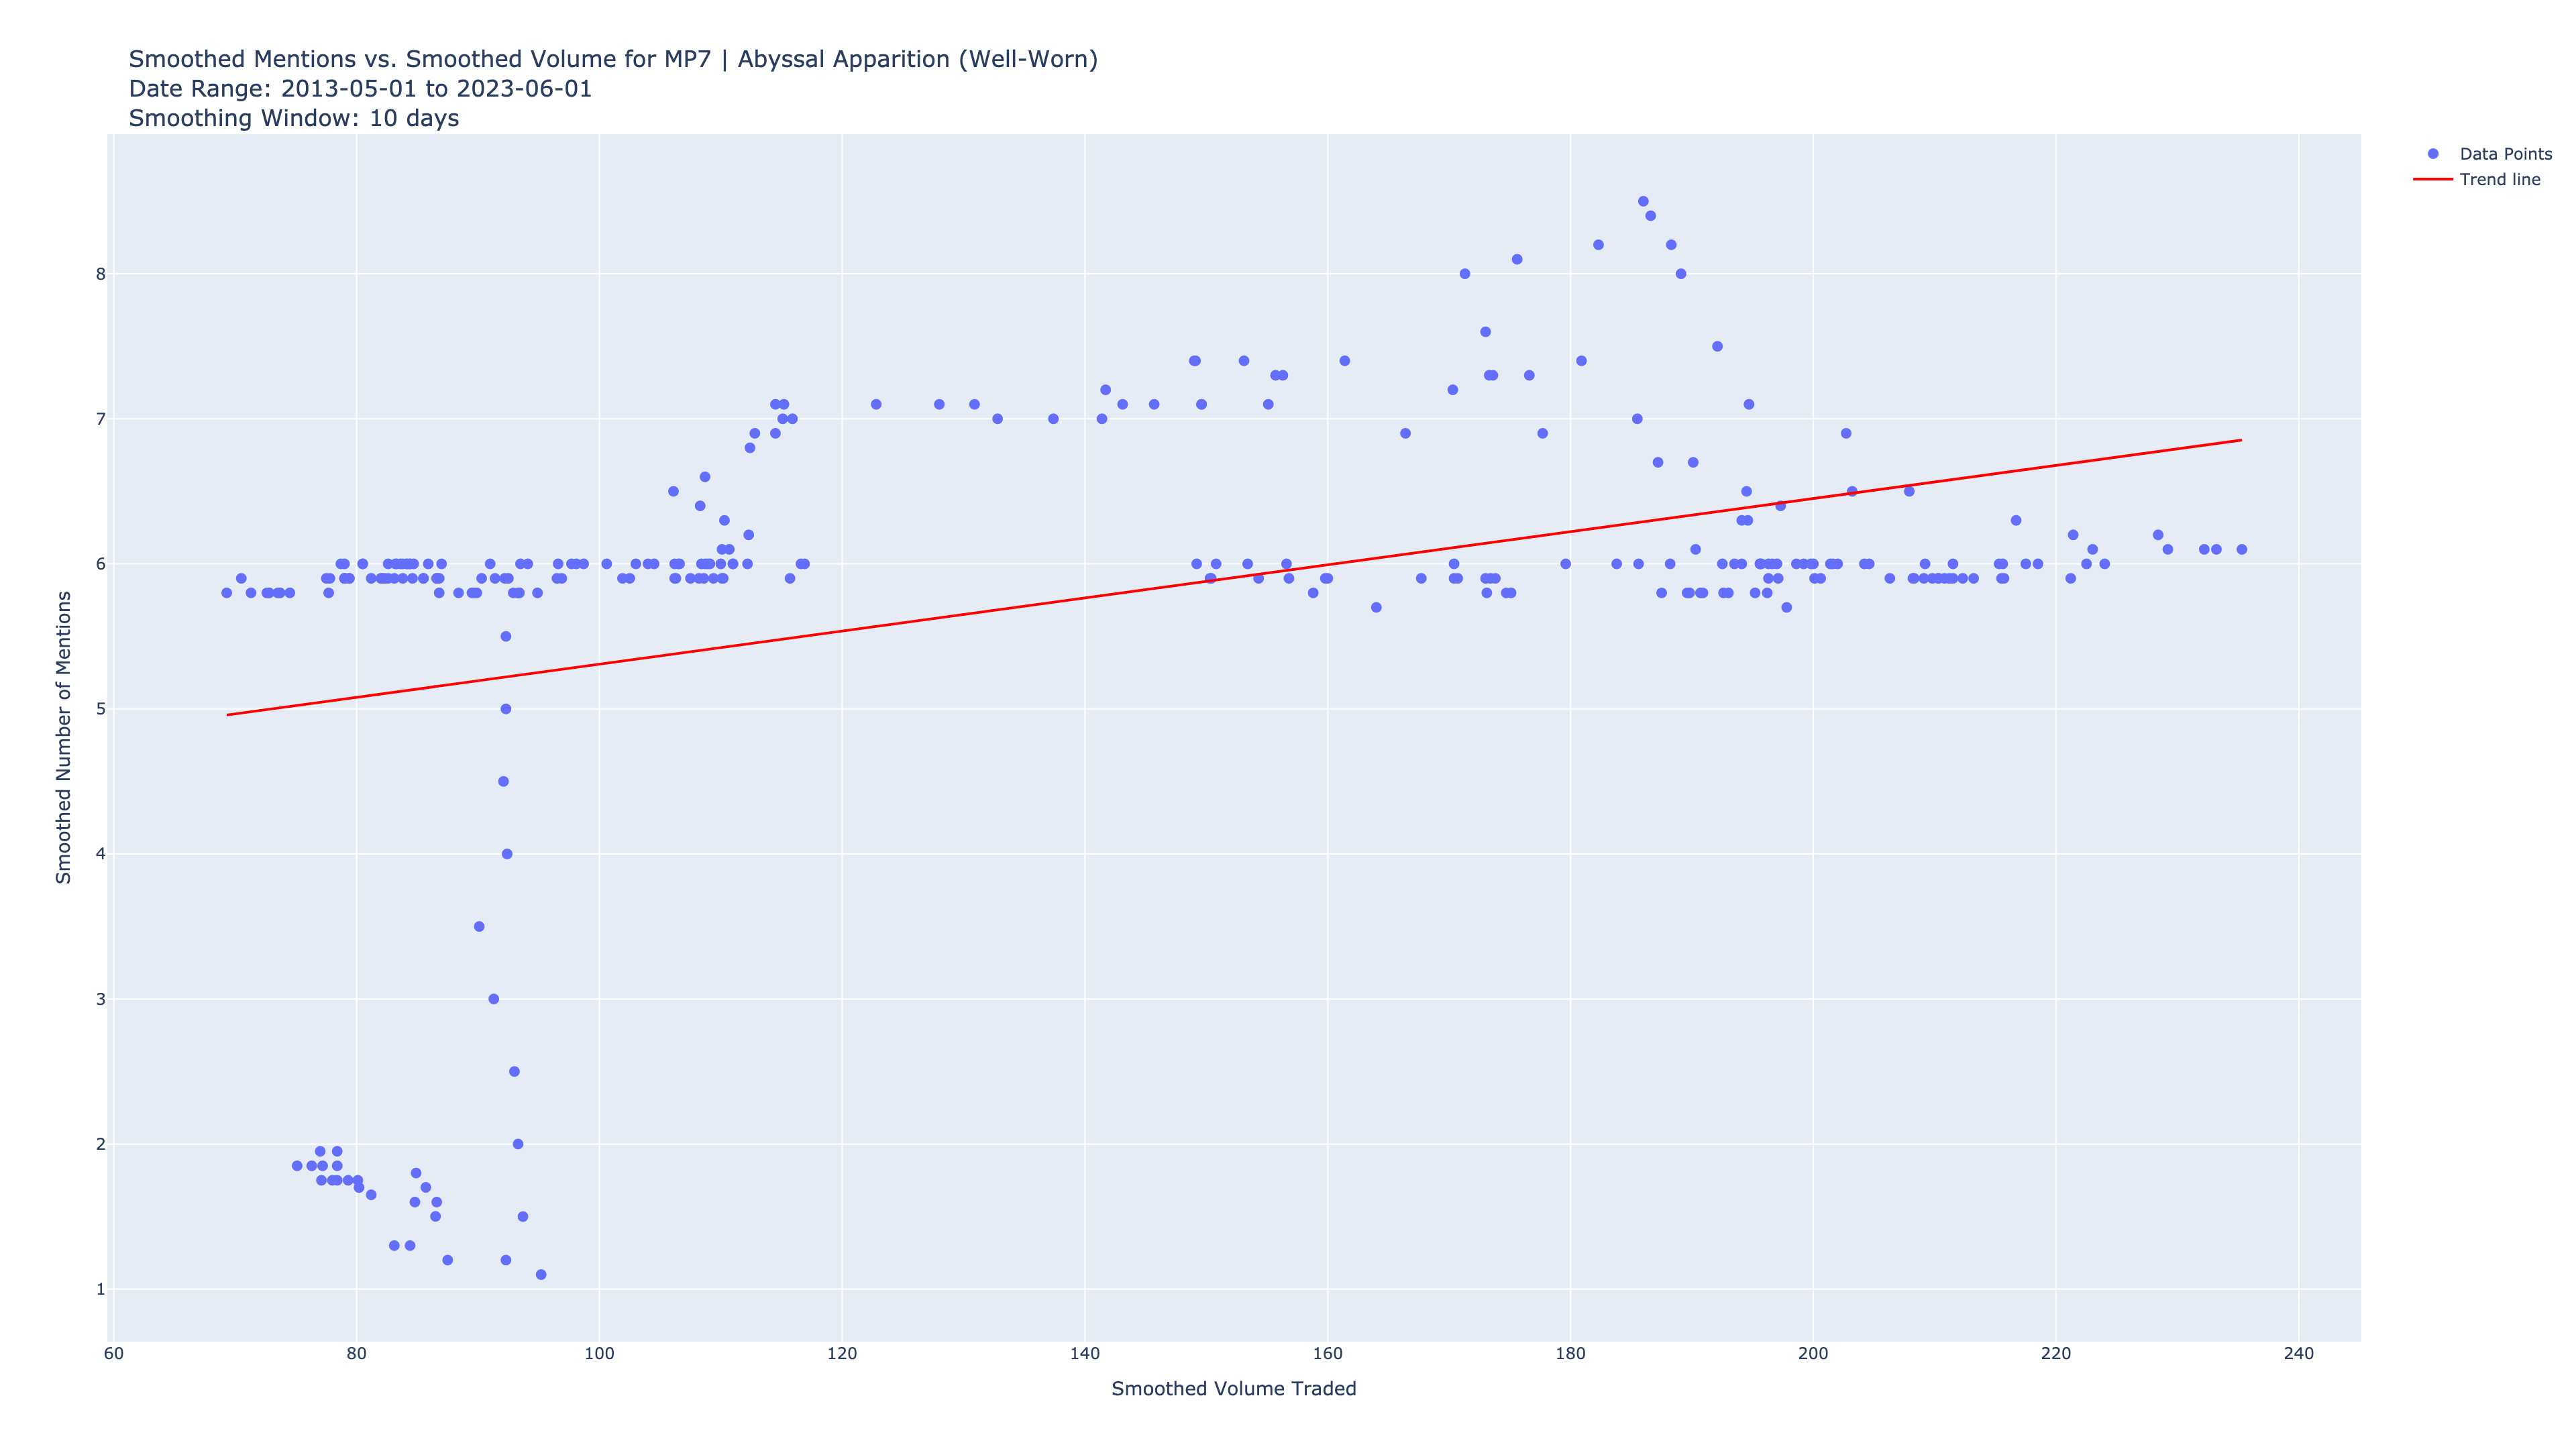 Smoothed Mentions vs. Smoothed Volume for MP7 | Abyssal Apparition (Well-Worn)
Date Range: 2013-05-01 to 2023-06-01
Smoothing Window: 10 days
Data Points
Trend line
8
7
6
5
4
3
2
1
Smoothed Number of Mentions
60 80 100 120 140 160 180 200 220 240
Smoothed Volume Traded